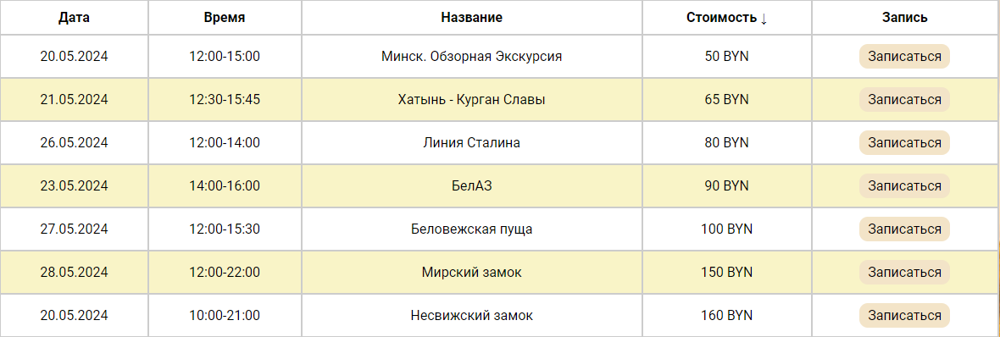 Дата Время Название Стоимость ↓ Запись
20.05.2024 12:00-15:00 Минск. Обзорная Экскурсия 50 BYN Записаться
21.05.2024 12:30-15:45 Хатынь - Курган Славы 65 BYN Записаться
26.05.2024 12:00-14:00 Линия Сталина 80 BYN Записаться
23.05.2024 14:00-16:00 БелАЗ 90 BYN Записаться
27.05.2024 12:00-15:30 Беловежская пуща 100 BYN Записаться
28.05.2024 12:00-22:00 Мирский замок 150 BYN Записаться
20.05.2024 10:00-21:00 Несвижский замок 160 BYN Записаться